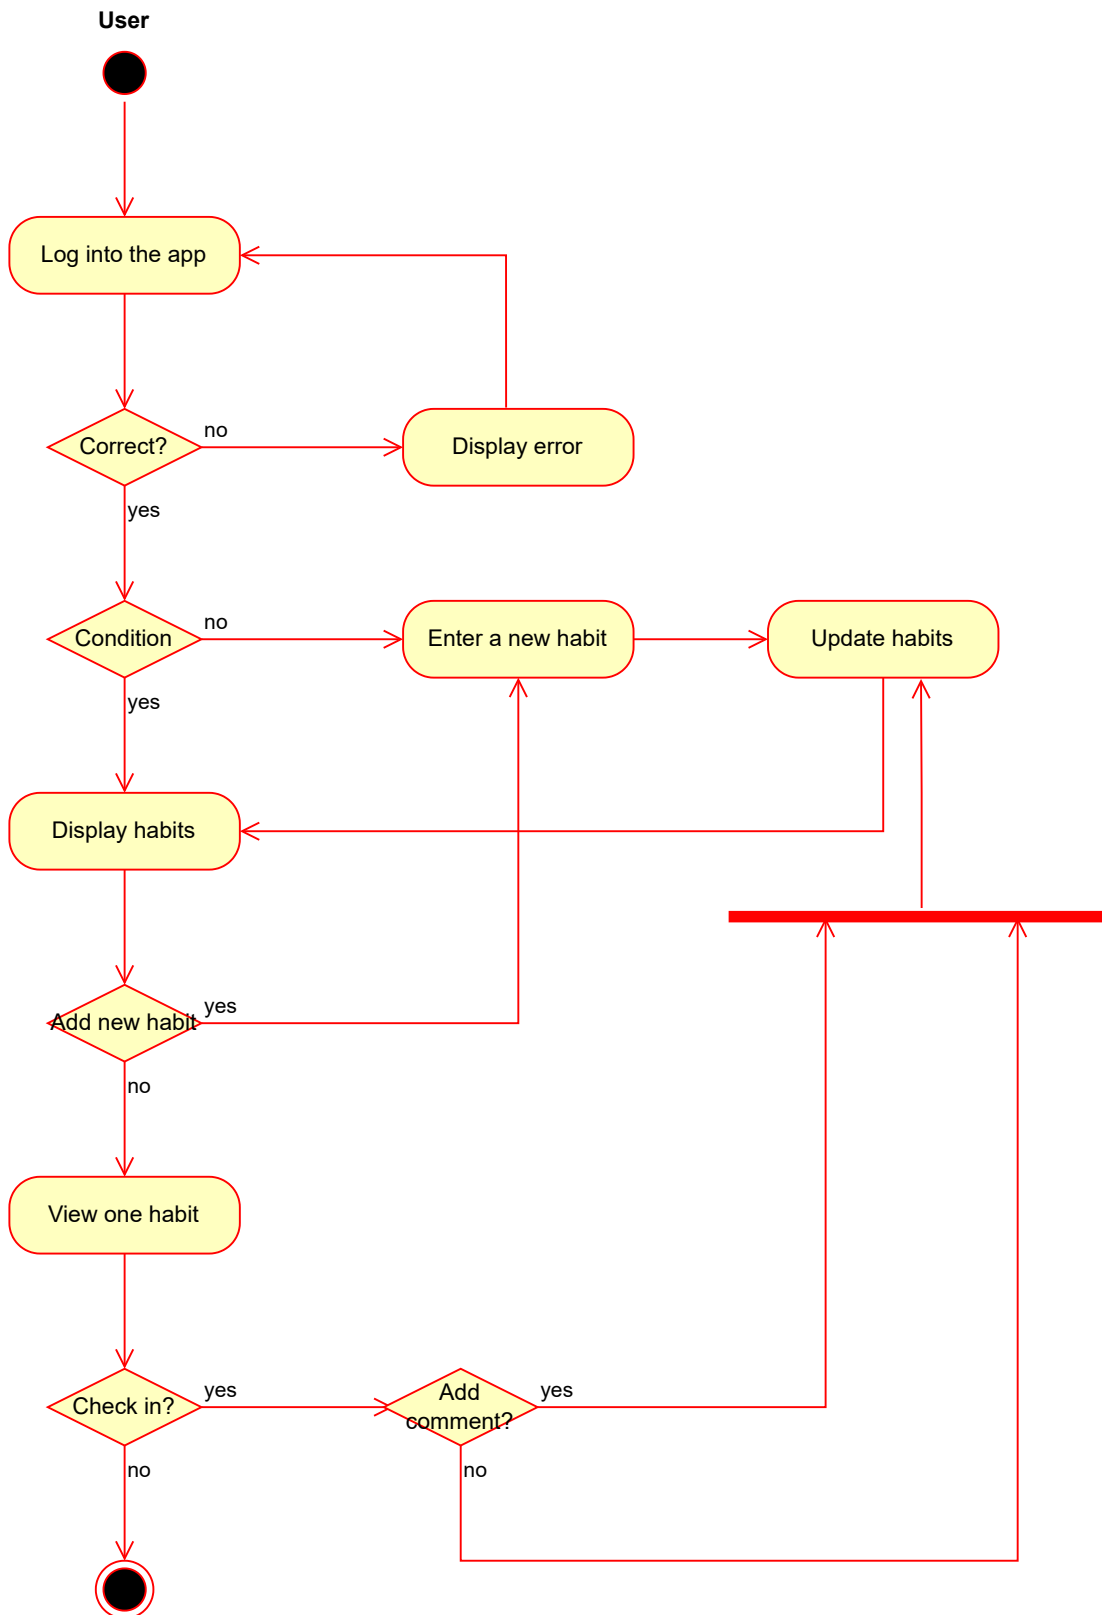 User
Log into the app
Correct?
no
Display error
yes
Condition
no
Enter a new habit
Update habits
yes
Display habits
Add new habit
yes
no
View one habit
Check in?
yes
Add
comment?
yes
no
no